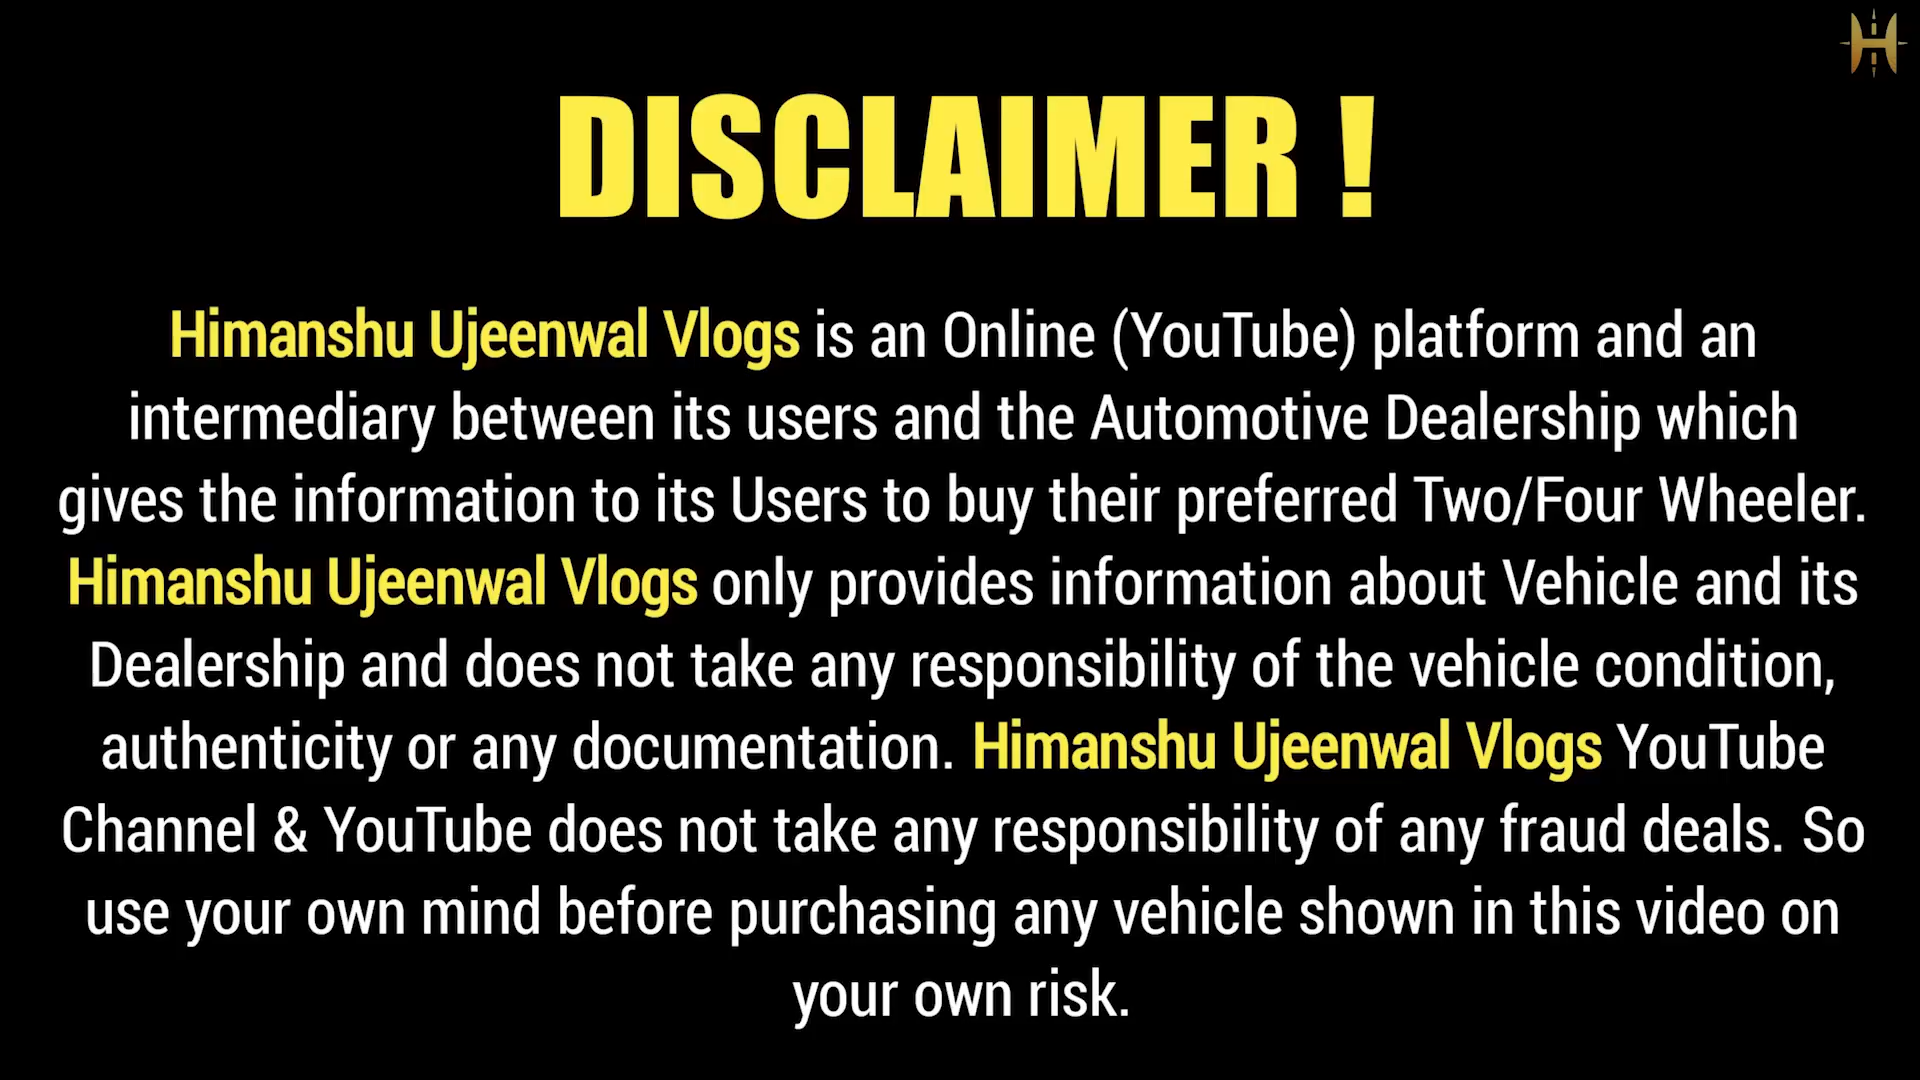 DISCLAIMER !
Himanshu Ujeenwal Vlogs is an Online (YouTube) platform and an
intermediary between its users and the Automotive Dealership which
gives the information to its Users to buy their preferred Two/Four Wheeler.
Himanshu Ujeenwal Vlogs only provides information about Vehicle and its
Dealership and does not take any responsibility of the vehicle condition,
authenticity or any documentation. Himanshu Ujeenwal Vlogs YouTube
Channel & YouTube does not take any responsibility of any fraud deals. So
use your own mind before purchasing any vehicle shown in this video on
your own risk.